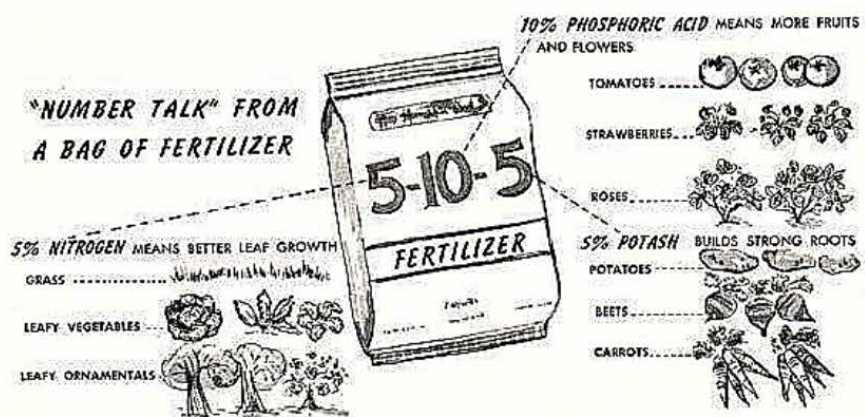 "NUMBER TALK" FROM
A BAG OF FERTILIZER
10% PHOSPHORIC ACID MEANS MORE FRUITS
AND FLOWERS
TOMATOES
STRAWBERRIES
ROSES
5-10-5
FERTILIZER
5% NITROGEN MEANS BETTER LEAF GROWTH
GRASS
LEAFY VEGETABLES
LEAFY ORNAMENTALS
5% POTASH BUILDS STRONG ROOTS
POTATOES
BEETS
CARROTS